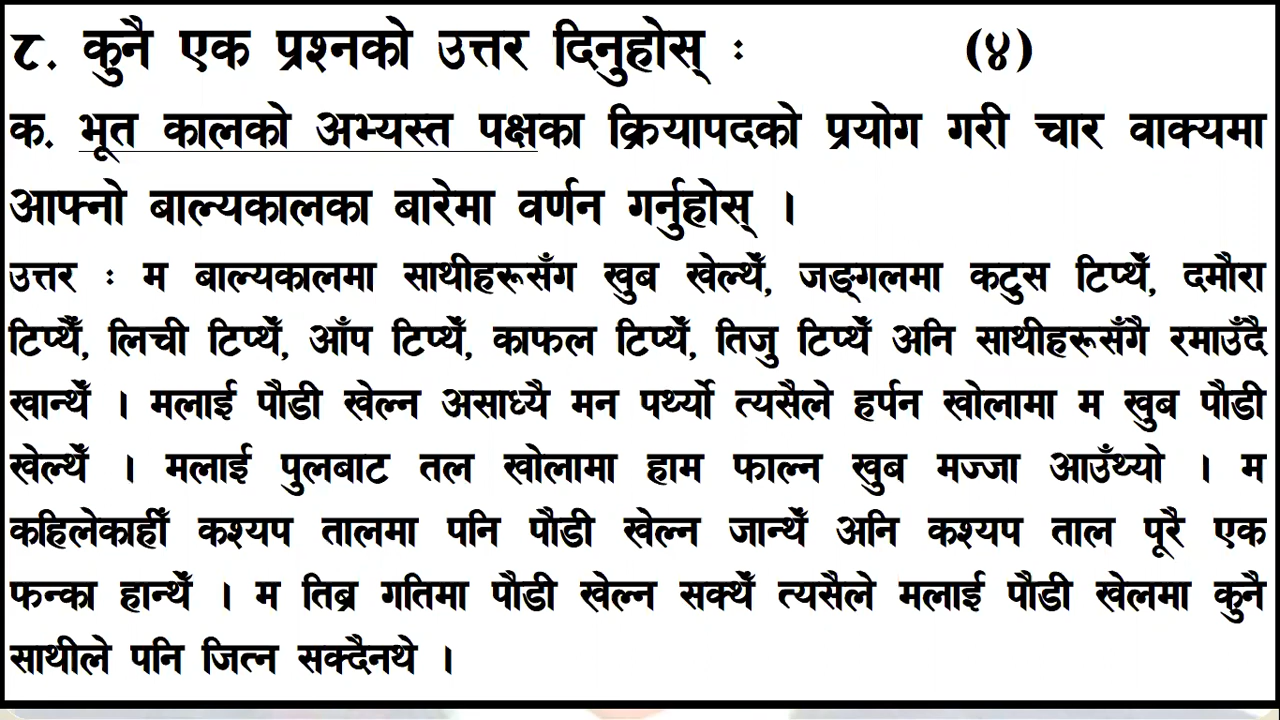 ८. कुनै एक प्रश्नको उत्तर दिनुहोस् : (४)
क. भूत कालको अभ्यस्त पक्षका क्रियापदको प्रयोग गरी चार वाक्यमा
आफ्नो बाल्यकालका बारेमा वर्णन गर्नुहोस् ।
उत्तर : म बाल्यकालमा साथीहरूसँग खुब खेल्थेँ, जङ्गलमा कटुस टिप्थेँ, दमौरा
टिप्थेँ, लिची टिप्थेँ, आँप टिप्थेँ, काफल टिप्थेँ, तिजु टिप्थेँ अनि साथीहरूसँगै रमाउँदै
खान्थेँ । मलाई पौडी खेल्न असाध्यै मन पर्थ्यो त्यसैले हर्पन खोलामा म खुब पौडी
खेल्थेँ । मलाई पुलबाट तल खोलामा हाम फाल्न खुब मज्जा आउँथ्यो । म
कहिलेकाहीँ कश्यप तालमा पनि पौडी खेल्न जान्थेँ अनि कश्यप ताल पूरै एक
फन्का हान्थेँ । म तिब्र गतिमा पौडी खेल्न सक्थेँ त्यसैले मलाई पौडी खेलमा कुनै
साथीले पनि जित्न सक्दैनथे ।